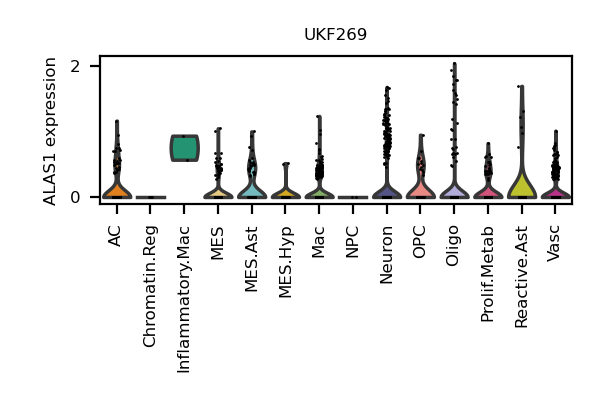 UKF269
ALAS1 expression
2
0
AC
Chromatin.Reg
Inflammatory.Mac
MES
MES.Ast
MES.Hyp
Mac
NPC
Neuron
OPC
Oligo
Prolif.Metab
Reactive.Ast
Vasc